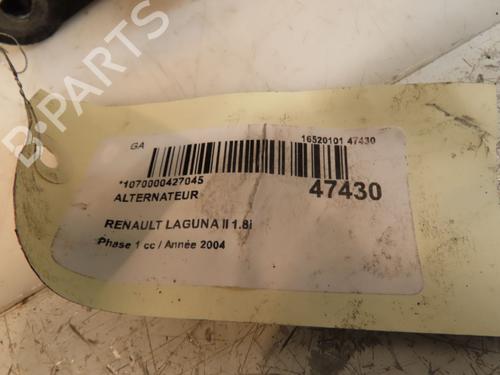 GA
16520101 47430
*1070000427045
47430
ALTERNATEUR
RENAULT LAGUNA II 1.8i
Phase 1 cc / Année 2004
B-PARTS